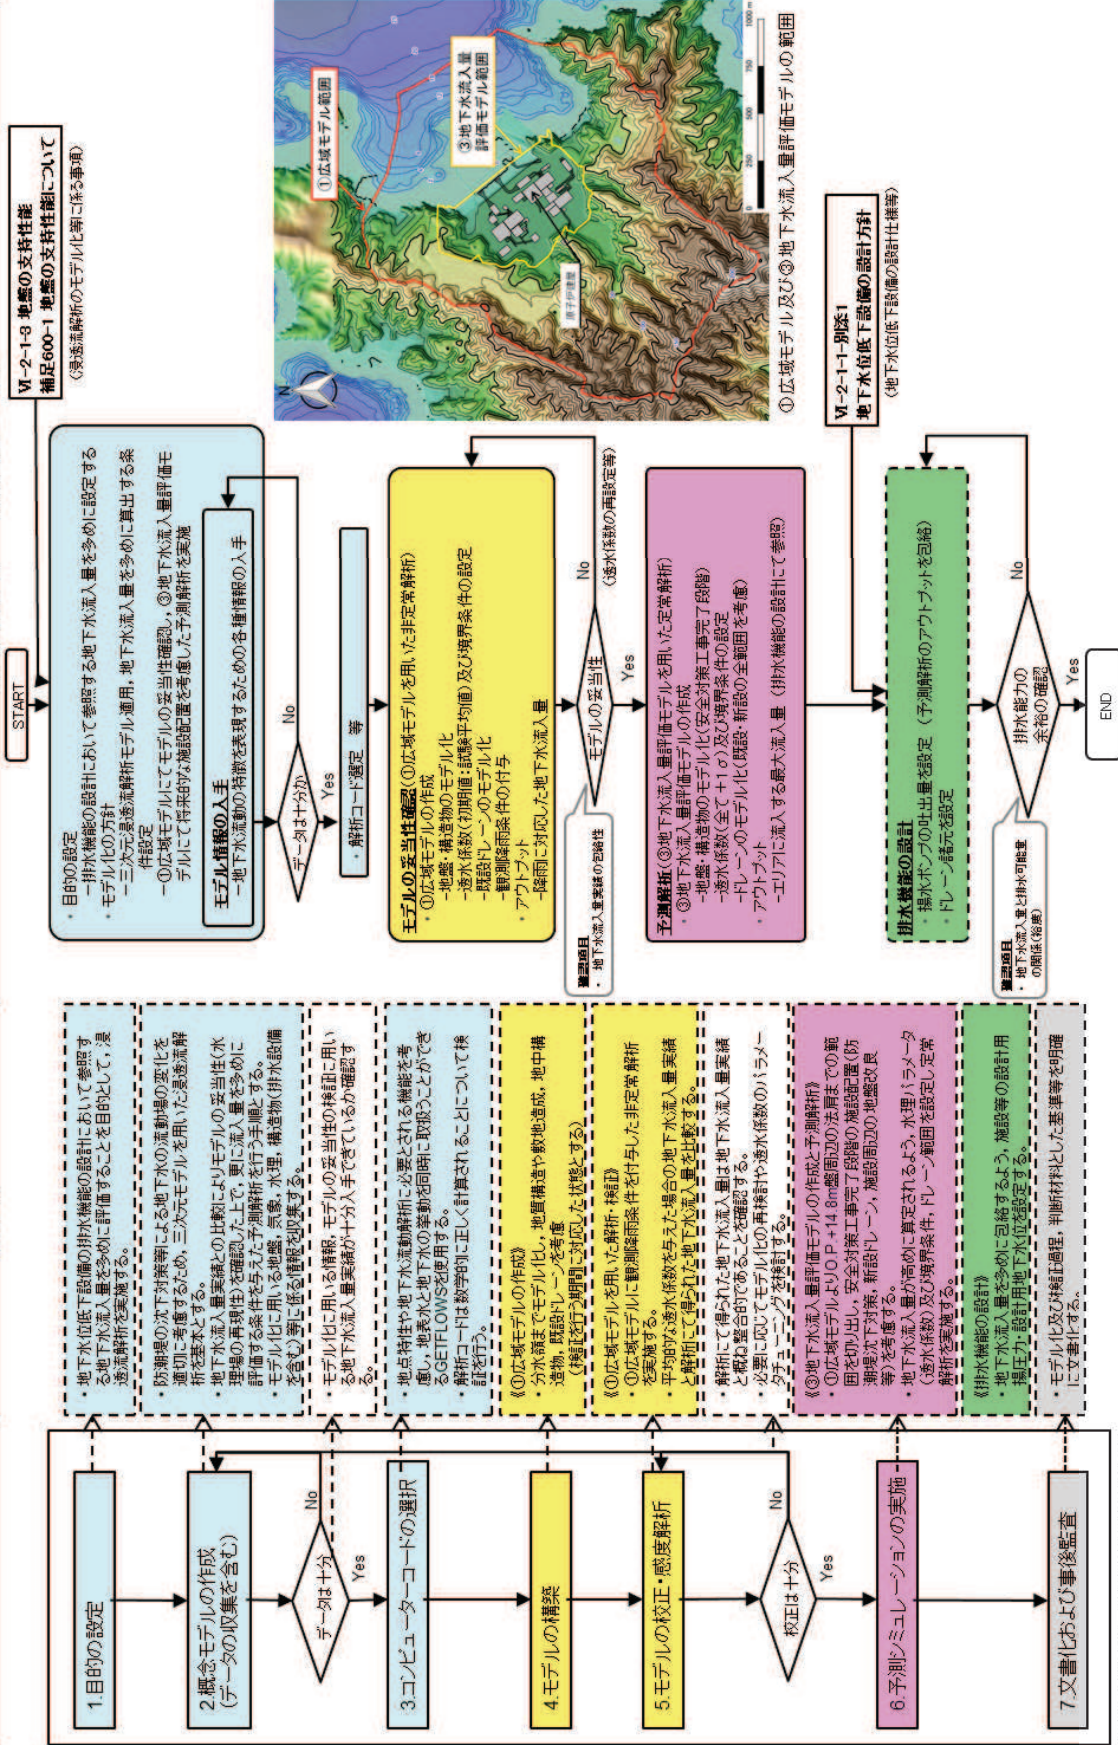 1.目的の設定
2.概念モデルの作成
(データの収集を含む)
データは十分
No
Yes
3.コンピューターコードの選択
4.モデルの構築
5.モデルの校正・感度解析
校正は十分
No
Yes
6.予測シミュレーションの実施
7.文書化および事後監査
・地下水位低下設備の排水機能の設計において参照す
る地下水流入量を多めに評価することを目的として，浸
透流解析を実施する。
・防潮堤の沈下対策等による地下水の流動場の変化を
適切に考慮するため，三次元モデルを用いた浸透流解
析を基本とする。
・地下水流入量実績との比較によりモデルの妥当性(水
理場の再現性)を確認した上で，更に流入量を多めに
評価する条件を与えた予測解析を行う手順とする。
・モデル化に用いる地盤，気象，水理，構造物(排水設備
を含む)等に係る情報を収集する。
モデル化に用いる情報，モデルの妥当性の検証に用い
る地下水流入量実績が十分入手できているか確認す
る。
・地点特性や地下水流動解析に必要とされる機能を考
慮し，地表水と地下水の挙動を同時に取扱うことができ
るGETFLOWSを使用する。
・解析コードは数学的に正しく計算されることについて検
証を行う。
《①広域モデルの作成》
・分水嶺までモデル化し，地質構造や敷地造成，地中構
造物，既設ドレーンを考慮
(検証を行う期間に対応した状態とする)
《①広域モデルを用いた解析・検証》
・①広域モデルに観測降雨条件を付与した非定常解析
を実施する。
・平均的な透水係数を与えた場合の地下水流入量実績
と解析にて得られた地下水流入量を比較する。
・解析にて得られた地下水流入量は地下水流入量実績
と概ね整合的であることを確認する。
・必要に応じてモデル化の再検討や透水係数のパラメー
タチューニングを検討する。
《③地下水流入量評価モデルの作成と予測解析》
・①広域モデルよりO.P.+14.8m盤周辺の法肩までの範
囲を切り出し，安全対策工事完了段階の施設配置(防
潮堤沈下対策，新設ドレーン，施設周辺の地盤改良
等)を考慮する。
・地下水流入量が高めに算定されるよう，水理パラメータ
(透水係数)及び境界条件，ドレーン範囲を設定し定常
解析を実施する。
《排水機能の設計》
・地下水流入量を多めに包絡するよう，施設等の設計用
揚圧力・設計用地下水位を設定する。
・モデル化及び検証過程，判断材料とした基準等を明確
に文書化する。
START
Ⅵ-2-1-3 地盤の支持性能
補足600-1 地盤の支持性能について
(浸透流解析のモデル化等に係る事項)
・目的の設定
－排水機能の設計において参照する地下水流入量を多めに設定する
・モデル化の方針
－三次元浸透流解析モデル適用，地下水流入量を多めに算出する条
件設定
－①広域モデルにてモデルの妥当性確認し，③地下水流入量評価モ
デルにて将来的な施設配置を考慮した予測解析を実施
モデル情報の入手
－地下水流動の特徴を表現するための各種情報の入手
データは十分か
No
Yes
・解析コード選定 等
モデルの妥当性確認(①広域モデルを用いた非定常解析)
・①広域モデルの作成
－地盤・構造物のモデル化
－透水係数(初期値：試験平均値)及び境界条件の設定
－既設ドレーンのモデル化
－観測降雨条件の付与
・アウトプット
－降雨に対応した地下水流入量
確認項目
・地下水流入量実績の包絡性
モデルの妥当性
No
(透水係数の再設定等)
Yes
予測解析(③地下水流入量評価モデルを用いた定常解析)
・③地下水流入量評価モデルの作成
－地盤・構造物のモデル化(安全対策工事完了段階)
－透水係数(全て＋1σ)及び境界条件の設定
－ドレーンのモデル化(既設・新設の全範囲を考慮)
・アウトプット
－エリアに流入する最大流入量 (排水機能の設計にて参照)
Ⅵ-2-1-1-別添1
地下水位低下設備の設計方針
(地下水位低下設備の設計仕様等)
排水機能の設計
・揚水ポンプの吐出量を設定 (予測解析のアウトプットを包絡)
・ドレーン諸元を設定
確認項目
・地下水流入量と排水可能量
の関係(裕度)
排水能力の
余裕の確認
No
Yes
END
N
①広域モデル範囲
③地下水流入量
評価モデル範囲
原子炉建屋
0 250 500 750 1000 m
①広域モデル及び③地下水流入量評価モデルの範囲